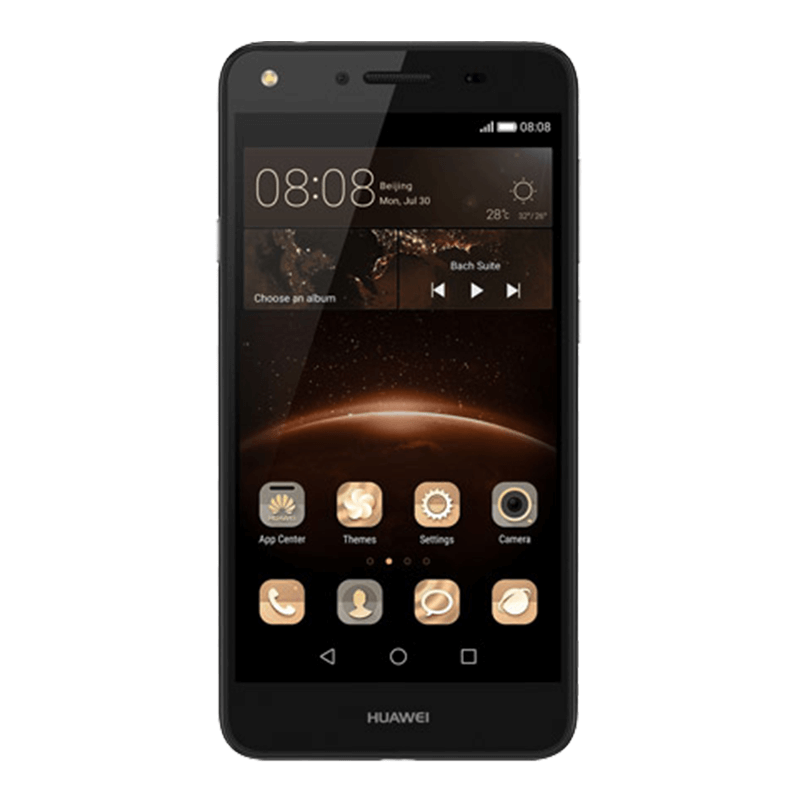 08:08
08:08
Beijing
Mon, Jul 30
28°c 32°/26°
Choose an album
Bach Suite
HUAWEI
App Center
Themes
Settings
Camera
HUAWEI